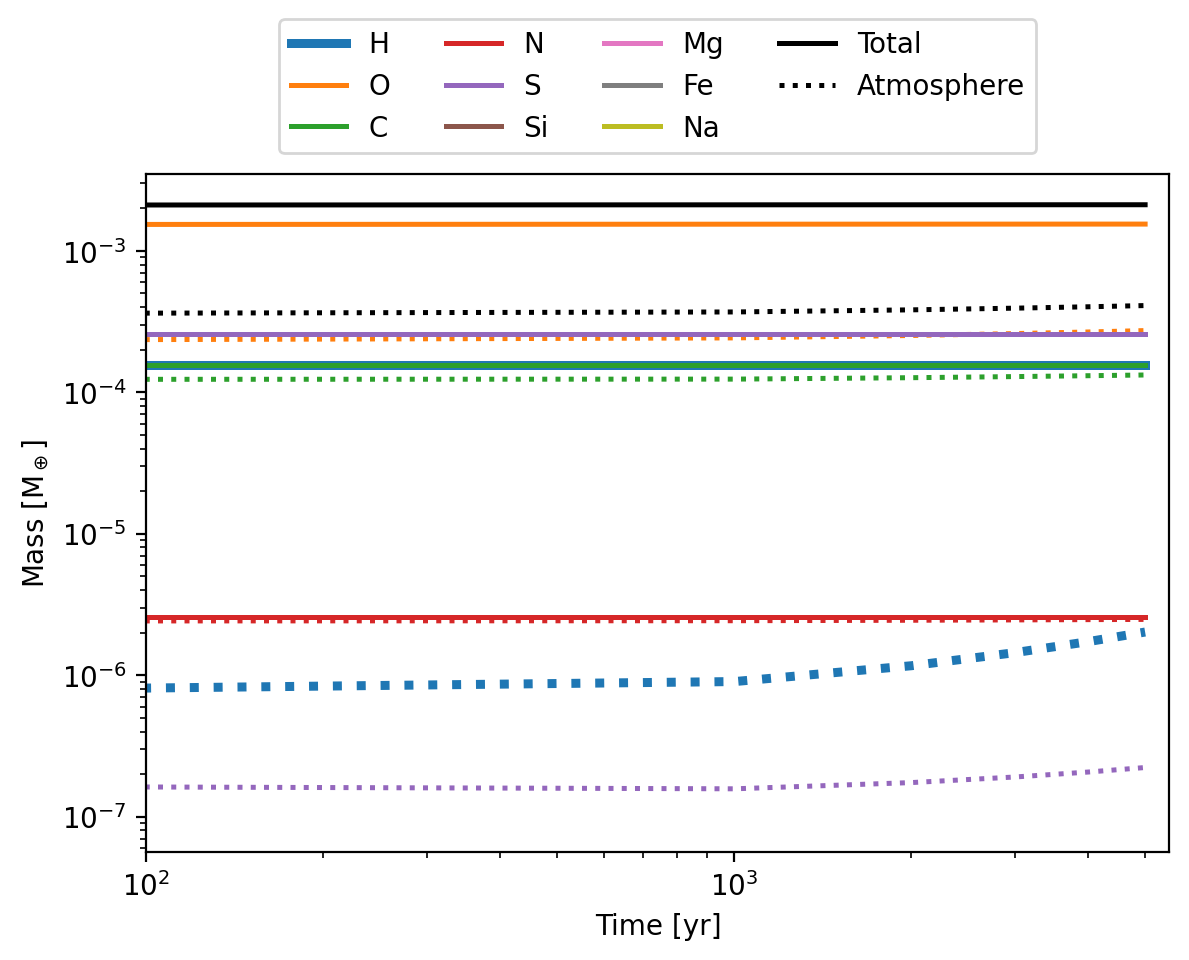 H N Mg Total
O S Fe Atmosphere
C Si Na
10⁻³
10⁻⁴
10⁻⁵
10⁻⁶
10⁻⁷
Mass [M⊕]
10² 10³
Time [yr]